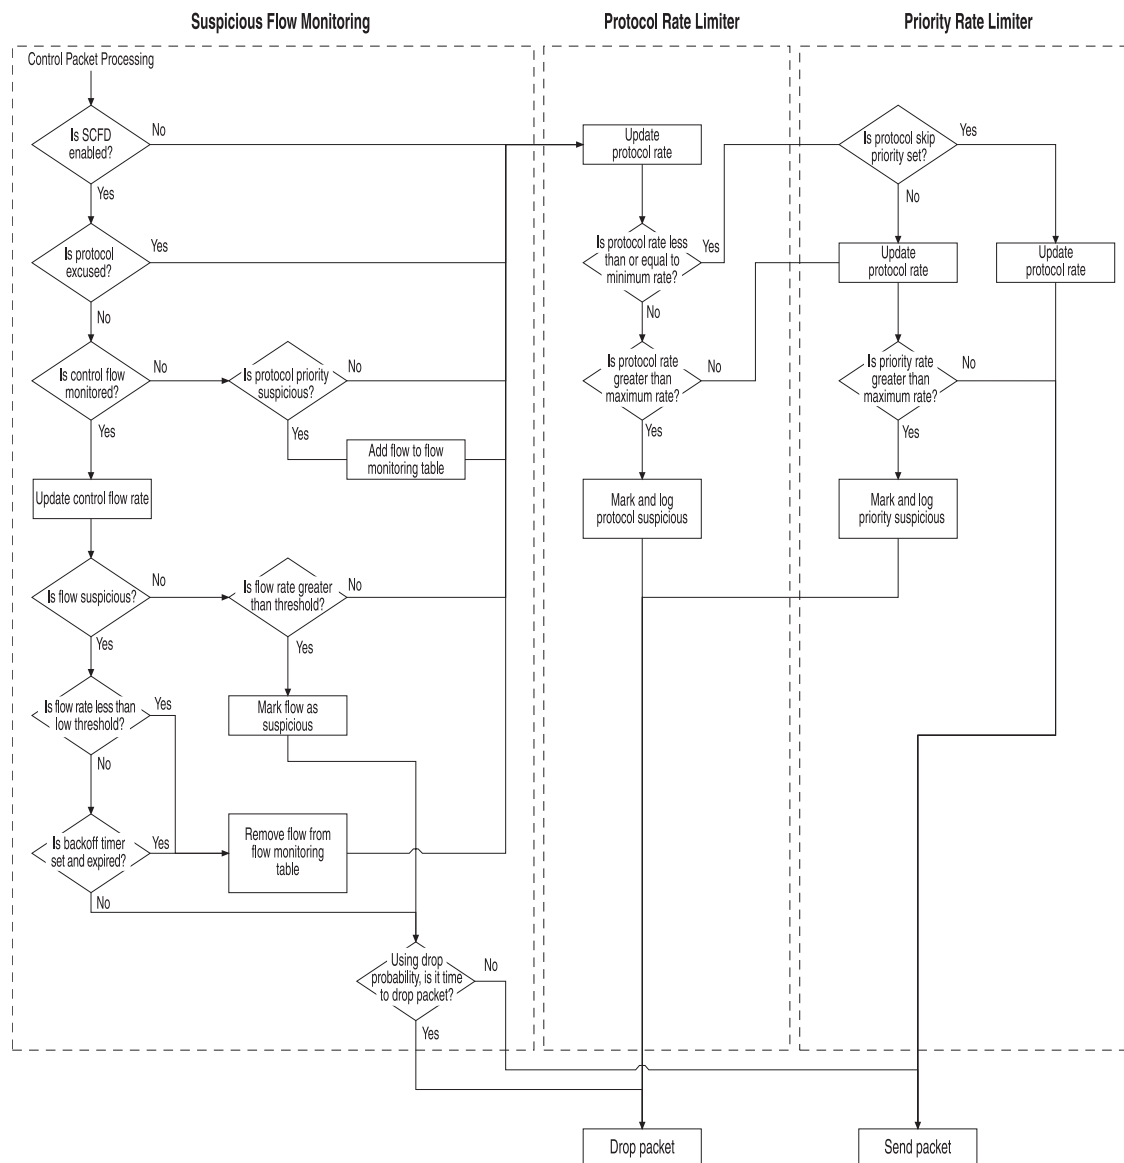 Suspicious Flow Monitoring
Protocol Rate Limiter
Priority Rate Limiter
Control Packet Processing
Is SCFD
enabled?
No
Yes
Update
protocol rate
Is protocol skip
priority set?
Yes
No
Is protocol
excused?
Yes
No
Is protocol rate less
than or equal to
minimum rate?
Yes
No
Update
protocol rate
Update
protocol rate
Is control flow
monitored?
No
Yes
Is protocol priority
suspicious?
No
Yes
Add flow to flow
monitoring table
Is protocol rate
greater than
maximum rate?
No
Yes
Is priority rate
greater than
maximum rate?
No
Yes
Update control flow rate
Mark and log
protocol suspicious
Mark and log
priority suspicious
Is flow suspicious?
No
Yes
Is flow rate greater
than threshold?
No
Yes
Is flow rate less than
low threshold?
Yes
No
Mark flow as
suspicious
Is backoff timer
set and expired?
Yes
No
Remove flow from
flow monitoring
table
Using drop
probability, is it time
to drop packet?
No
Yes
Drop packet
Send packet